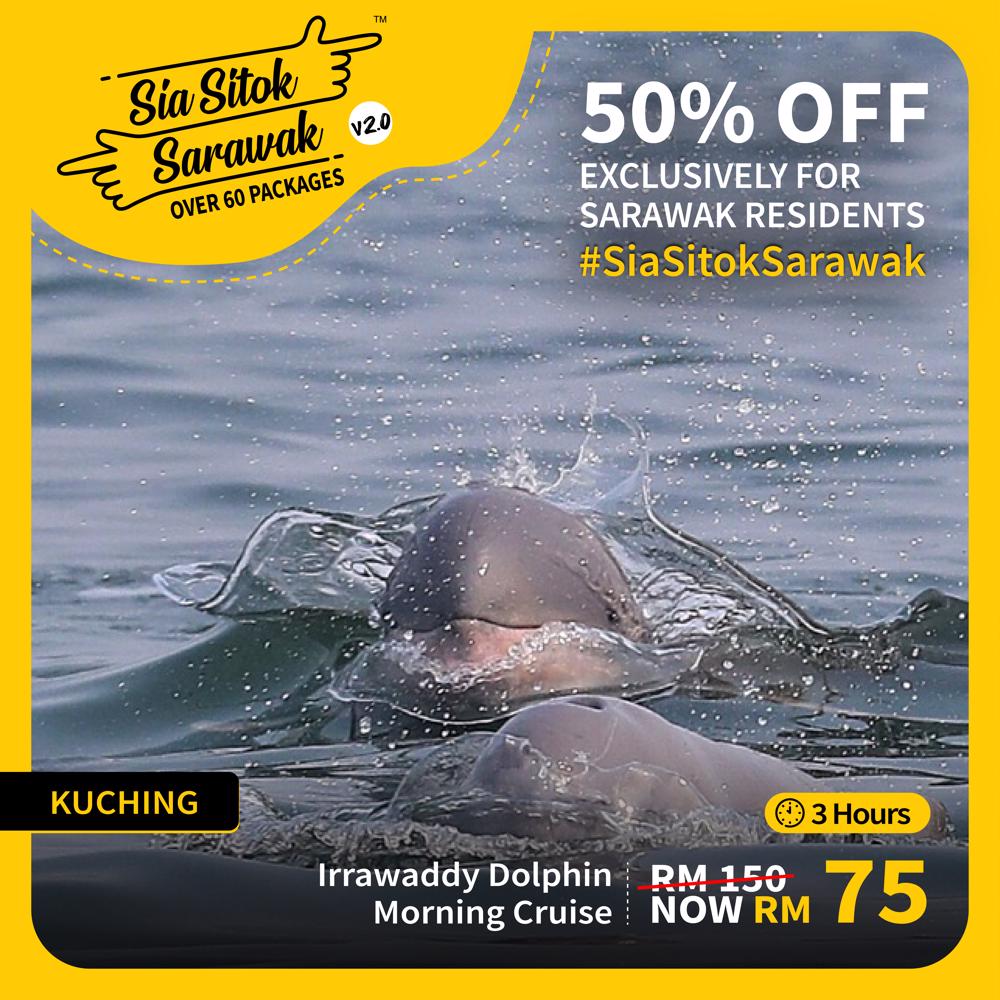 Sia Sitok
Sarawak
™
v2.0
OVER 60 PACKAGES
50% OFF
EXCLUSIVELY FOR
SARAWAK RESIDENTS
#SiaSitokSarawak
KUCHING
3 Hours
Irrawaddy Dolphin
Morning Cruise
RM 150
NOW RM 75